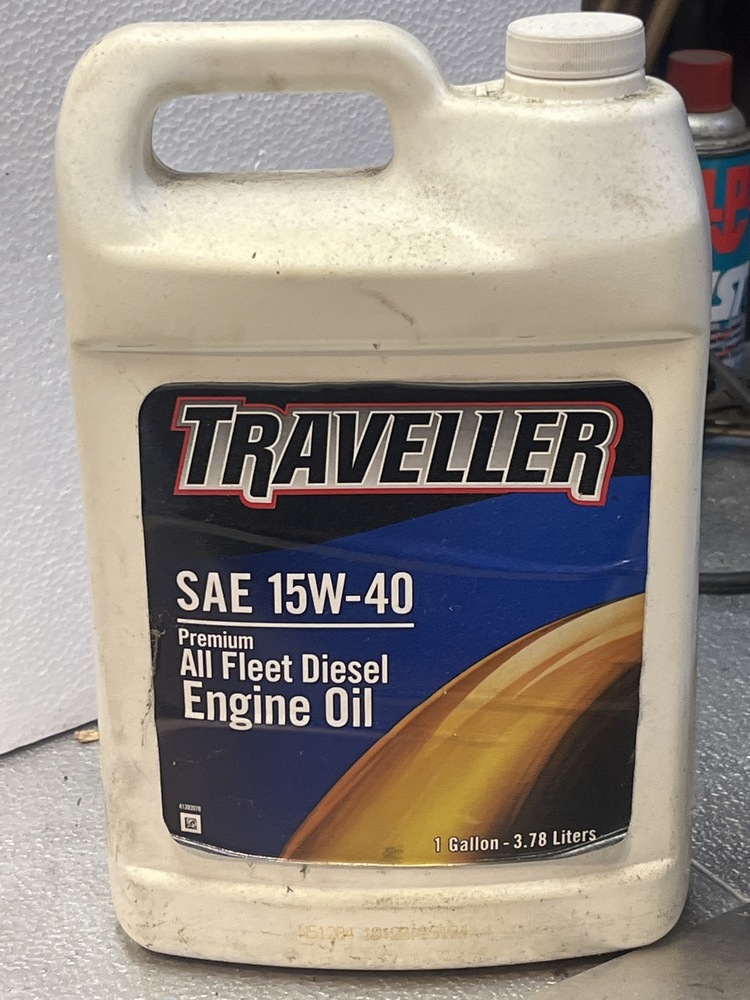 TRAVELLER
SAE 15W-40
Premium
All Fleet Diesel
Engine Oil
1 Gallon - 3.78 Liters